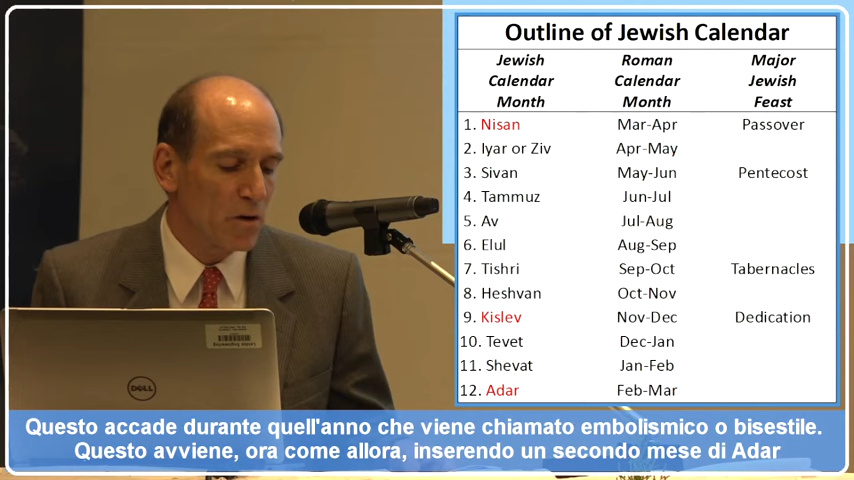 Outline of Jewish Calendar
Jewish Calendar Month Roman Calendar Month Major Jewish Feast
1. Nisan Mar-Apr Passover
2. Iyar or Ziv Apr-May
3. Sivan May-Jun Pentecost
4. Tammuz Jun-Jul
5. Av Jul-Aug
6. Elul Aug-Sep
7. Tishri Sep-Oct Tabernacles
8. Heshvan Oct-Nov
9. Kislev Nov-Dec Dedication
10. Tevet Dec-Jan
11. Shevat Jan-Feb
12. Adar Feb-Mar
DELL
Questo accade durante quell'anno che viene chiamato embolismico o bisestile.
Questo avviene, ora come allora, inserendo un secondo mese di Adar